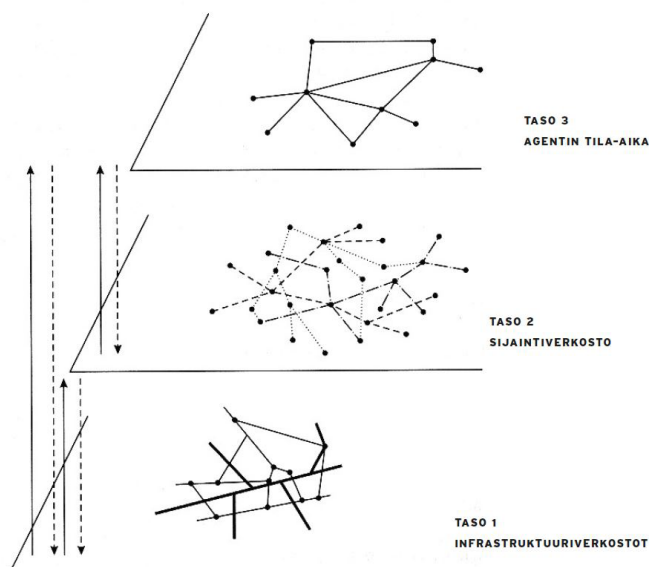 TASO 3
AGENTIN TILA-AIKA
TASO 2
SIJAINTIVERKOSTO
TASO 1
INFRASTRUKTUURIVERKOSTOT